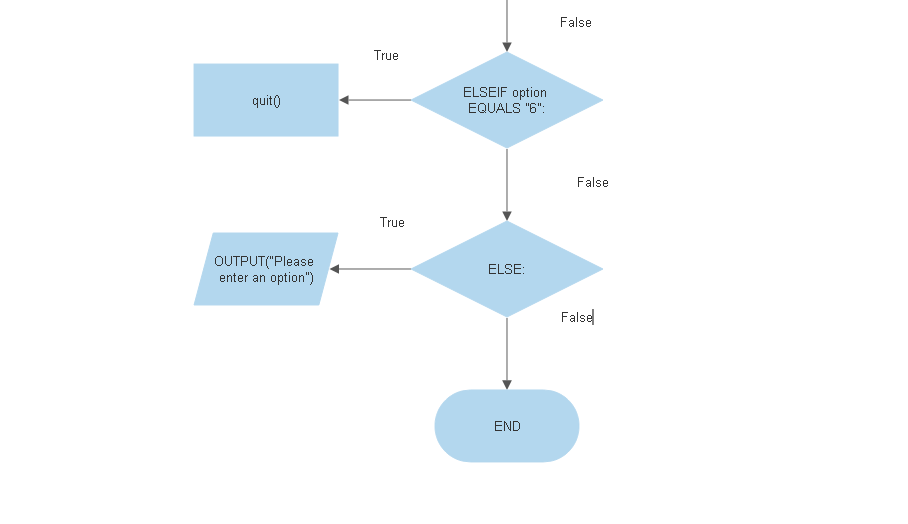 False
True
ELSEIF option
EQUALS "6":
quit()
False
True
OUTPUT("Please
enter an option")
ELSE:
False
END